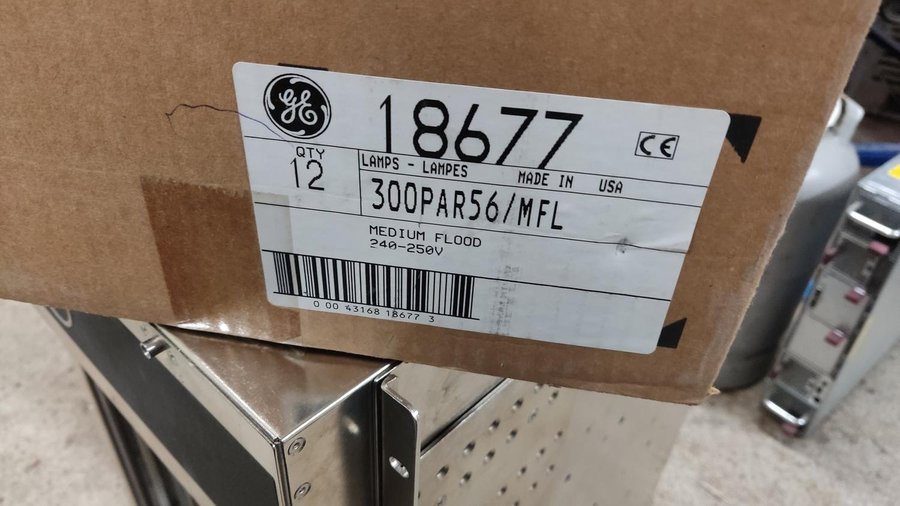 GE
18677
CE
QTY
12
LAMPS - LAMPES MADE IN USA
300PAR56/MFL
MEDIUM FLOOD
240-250V
0 00 43168 18677 3